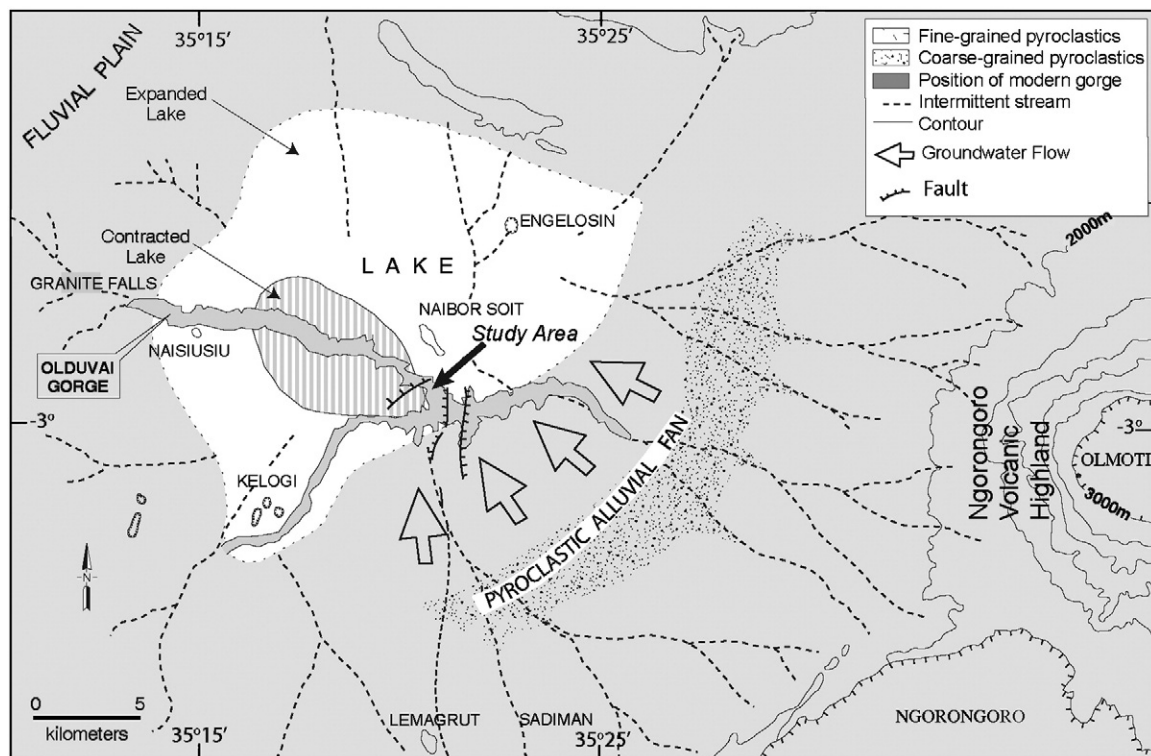 35°15′
35°25′
FLUVIAL PLAIN
Expanded
Lake
Fine-grained pyroclastics
Coarse-grained pyroclastics
Position of modern gorge
Intermittent stream
Contour
Groundwater Flow
Fault
ENGELOSIN
2000m
Contracted
Lake
LAKE
GRANITE FALLS
NAIBOR SOIT
Study Area
NAISIUSIU
OLDUVAI
GORGE
-3°
-3°
Ngorongoro
Volcanic
Highland
OLMOTI
3000m
KELOGI
PYROCLASTIC ALLUVIAL FAN
N
0
5
kilometers
LEMAGRUT
SADIMAN
NGORONGORO
35°15′
35°25′